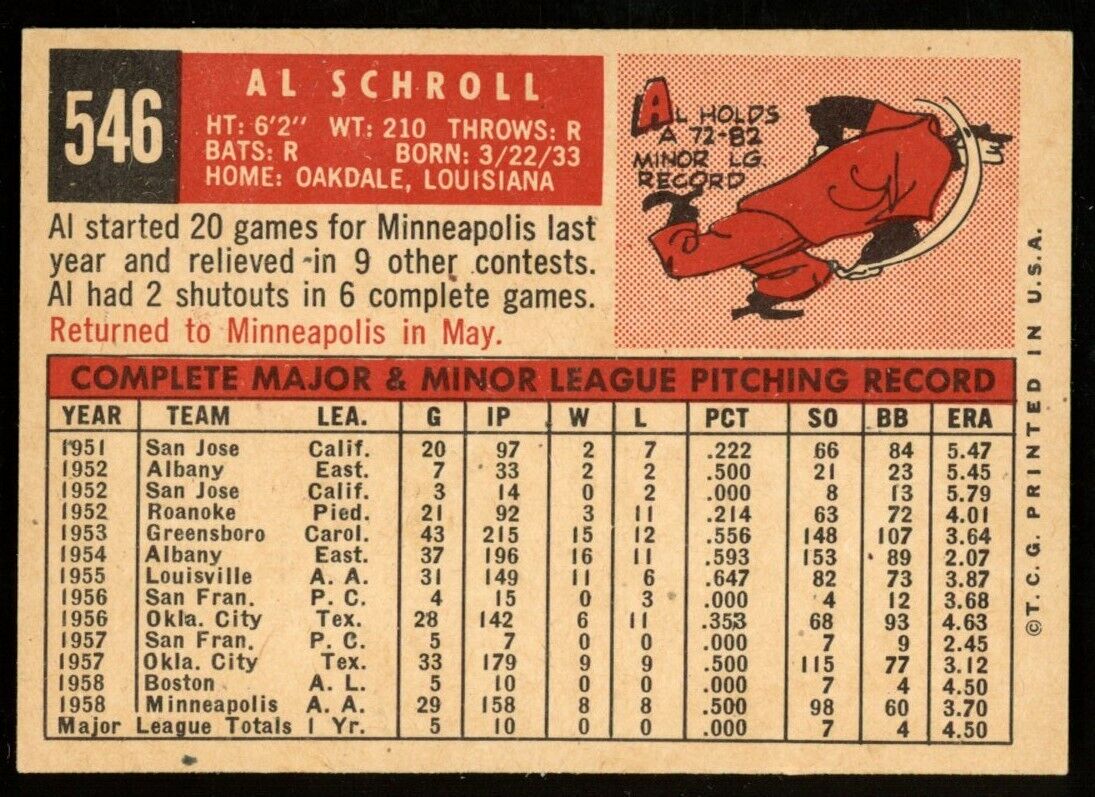 546
AL SCHROLL
HT: 6'2" WT: 210 THROWS: R
BATS: R BORN: 3/22/33
HOME: OAKDALE, LOUISIANA
Al started 20 games for Minneapolis last
year and relieved in 9 other contests.
Al had 2 shutouts in 6 complete games.
Returned to Minneapolis in May.
AL HOLDS
A 72-82
MINOR LG
RECORD
COMPLETE MAJOR & MINOR LEAGUE PITCHING RECORD
YEAR TEAM LEA. G IP W L PCT SO BB ERA
1951 San Jose Calif. 20 97 2 7 .222 66 84 5.47
1952 Albany East. 7 33 2 2 .500 21 23 5.45
1952 San Jose Calif. 3 14 0 2 .000 8 13 5.79
1952 Roanoke Pied. 21 92 3 11 .214 63 72 4.01
1953 Greensboro Carol. 43 215 15 12 .556 148 107 3.64
1954 Albany East. 37 196 16 11 .593 153 89 2.07
1955 Louisville A. A. 31 149 11 6 .647 82 73 3.87
1956 San Fran. P. C. 4 15 0 3 .000 4 12 3.68
1956 Okla. City Tex. 28 142 6 11 .353 68 93 4.63
1957 San Fran. P. C. 5 7 0 0 .000 7 9 2.45
1957 Okla. City Tex. 33 179 9 9 .500 115 77 3.12
1958 Boston A. L. 5 10 0 0 .000 7 4 4.50
1958 Minneapolis A. A. 29 158 8 8 .500 98 60 3.70
Major League Totals 1 Yr. 5 10 0 0 .000 7 4 4.50
©T. C. G. PRINTED IN U.S.A.